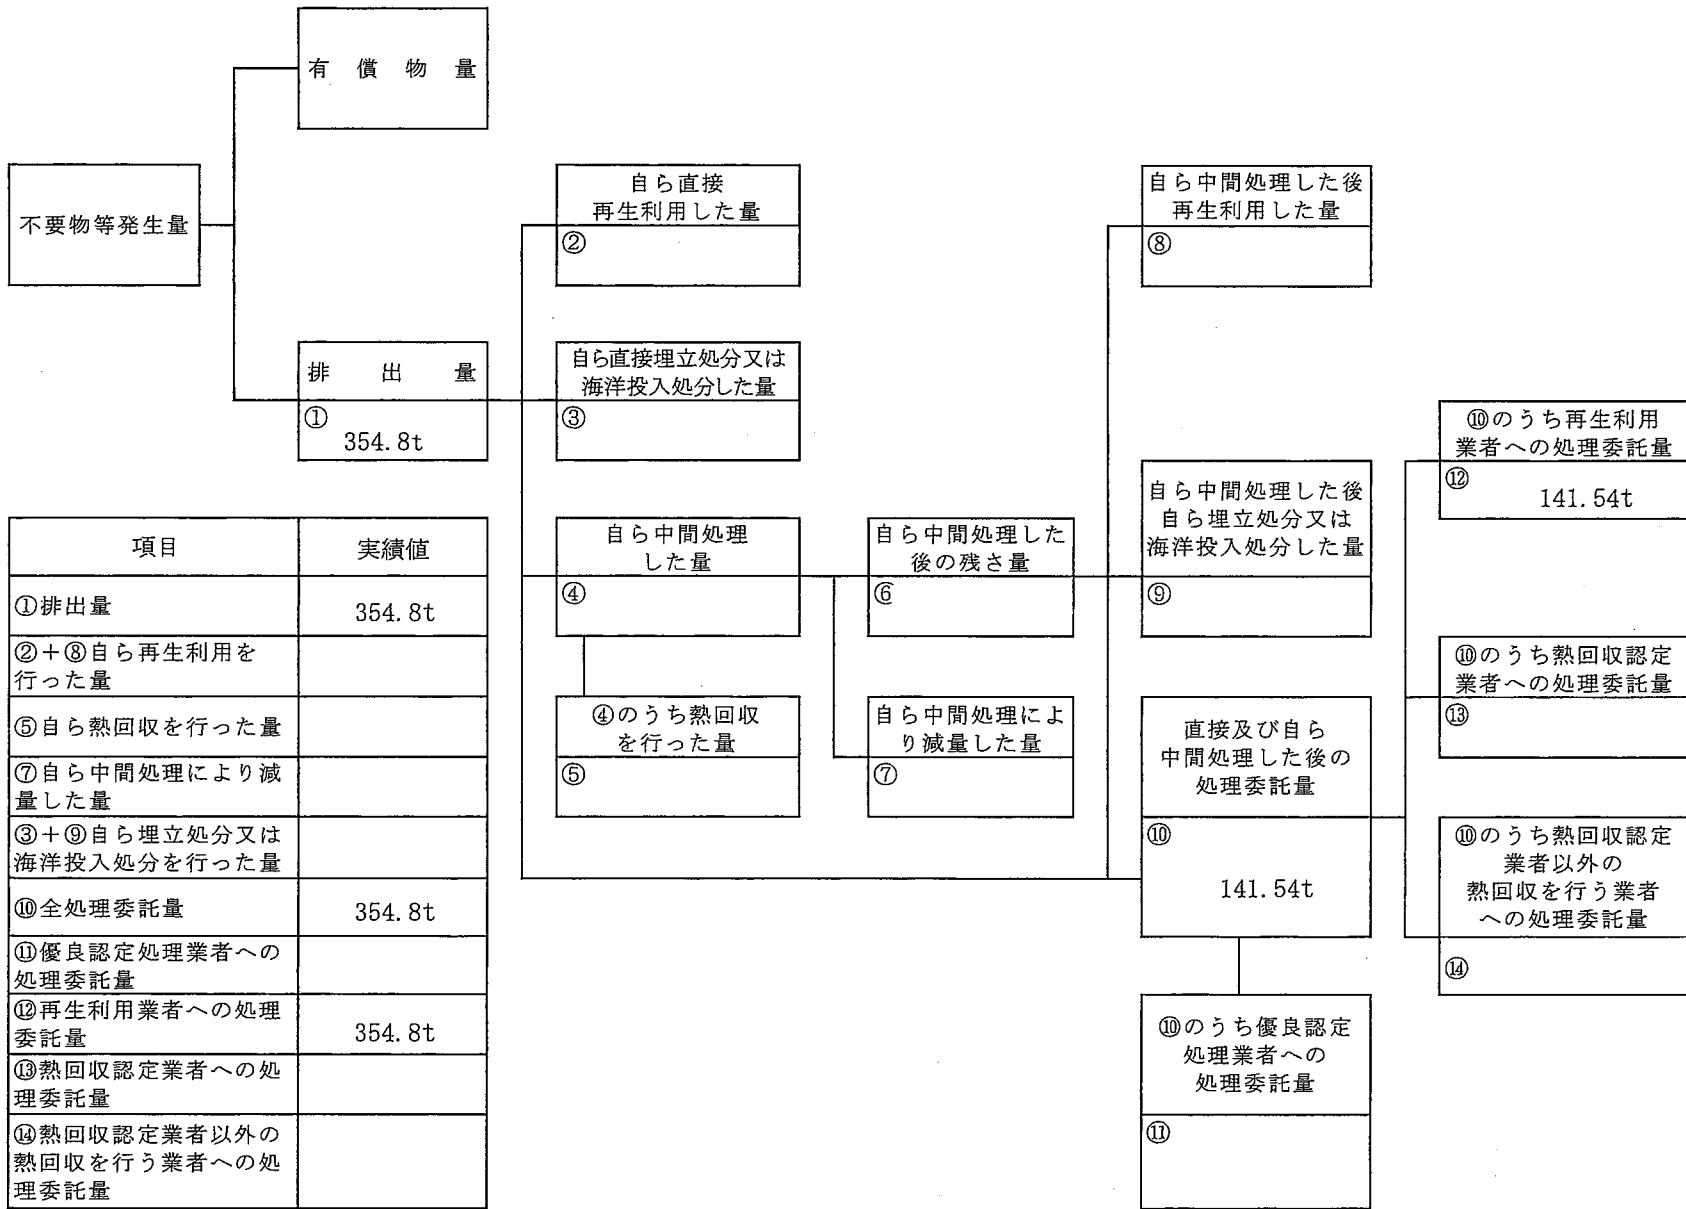 有償物量
不要物等発生量
排出量
①
354.8t
自ら直接
再生利用した量
②
自ら直接埋立処分又は
海洋投入処分した量
③
自ら中間処理
した量
④
④のうち熱回収
を行った量
⑤
自ら中間処理した
後の残さ量
⑥
自ら中間処理によ
り減量した量
⑦
自ら中間処理した後
再生利用した量
⑧
自ら中間処理した後
自ら埋立処分又は
海洋投入処分した量
⑨
直接及び自ら
中間処理した後の
処理委託量
⑩
141.54t
⑩のうち優良認定
処理業者への
処理委託量
⑪
⑩のうち再生利用
業者への処理委託量
⑫
141.54t
⑩のうち熱回収認定
業者への処理委託量
⑬
⑩のうち熱回収認定
業者以外の
熱回収を行う業者
への処理委託量
⑭
項目 実績値
①排出量 354.8t
②+⑧自ら再生利用を
行った量
⑤自ら熱回収を行った量
⑦自ら中間処理により減
量した量
③+⑨自ら埋立処分又は
海洋投入処分を行った量
⑩全処理委託量 354.8t
⑪優良認定処理業者への
処理委託量
⑫再生利用業者への処理
委託量 354.8t
⑬熱回収認定業者への処
理委託量
⑭熱回収認定業者以外の
熱回収を行う業者への処
理委託量